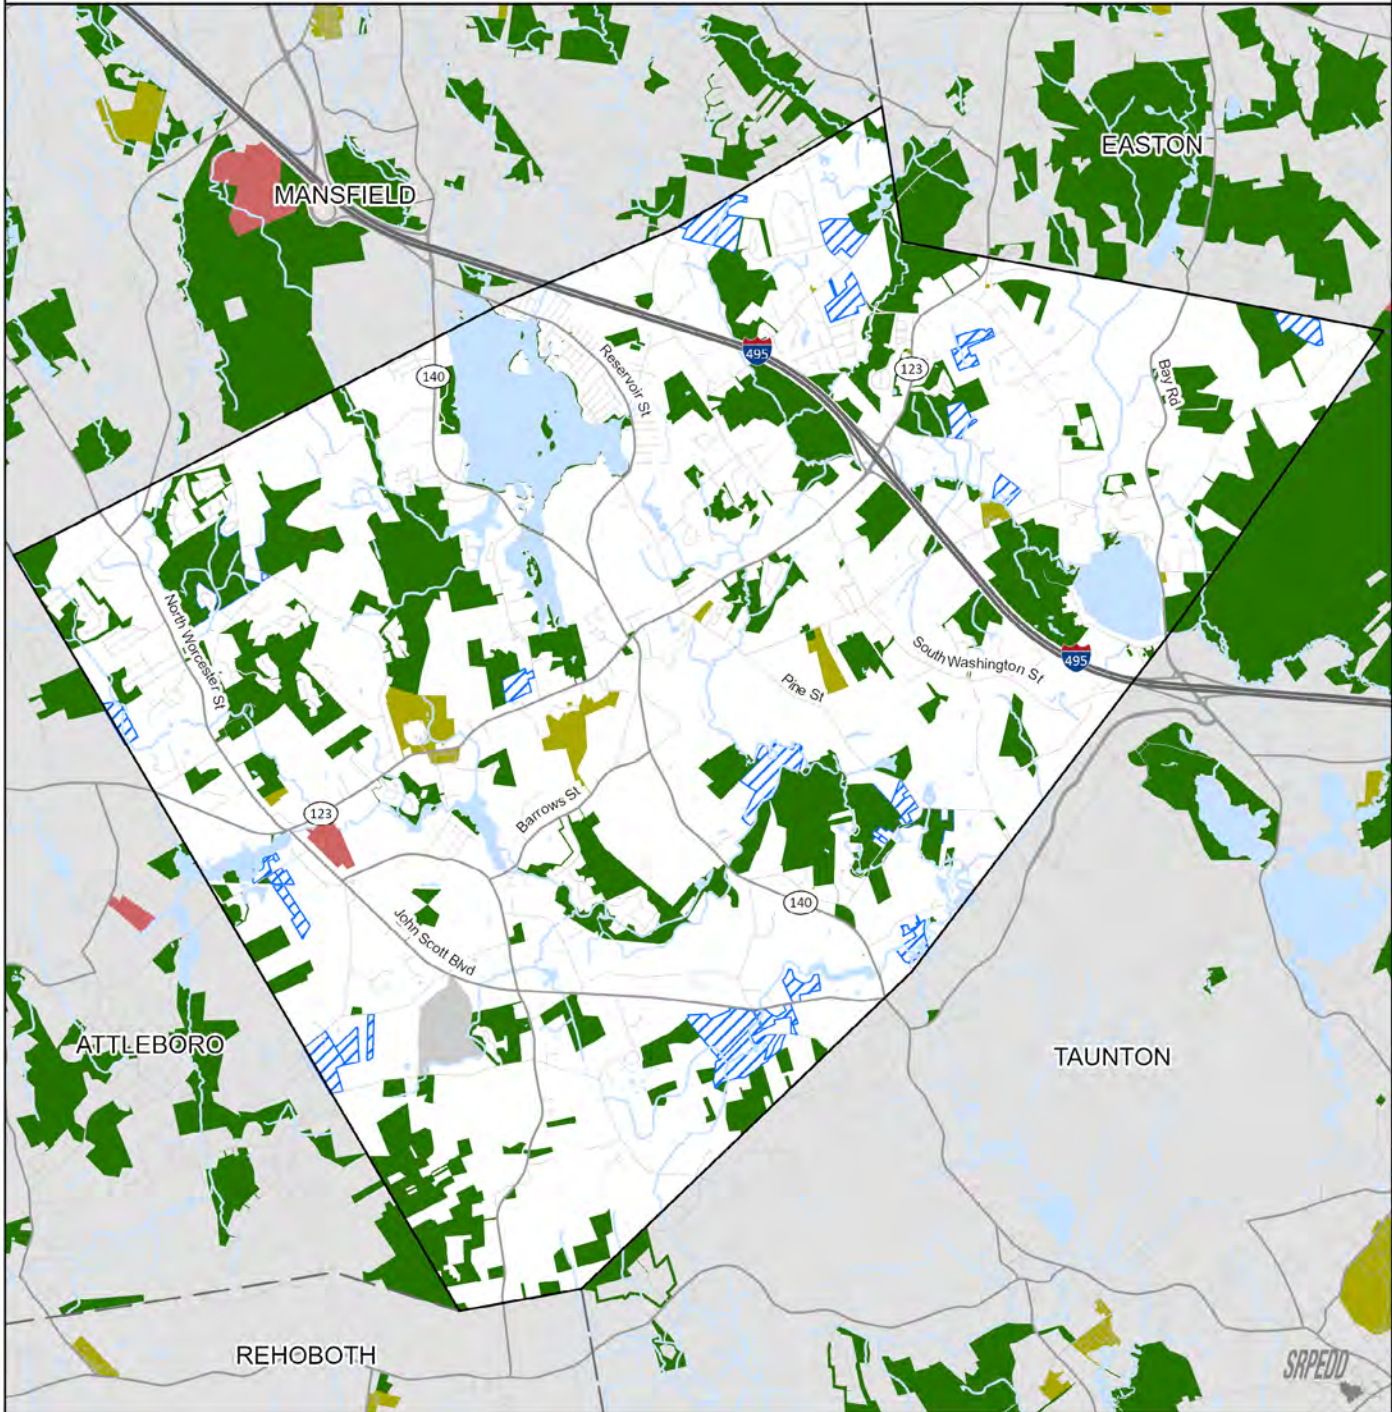 EASTON
MANSFIELD
495
Reservoir St
123
Bay Rd
140
North Worcester St
South Washington St
495
Pine St
Barrows St
123
140
John Scott Blvd
ATTLEBORO
TAUNTON
REHOBOTH
SRPEDD